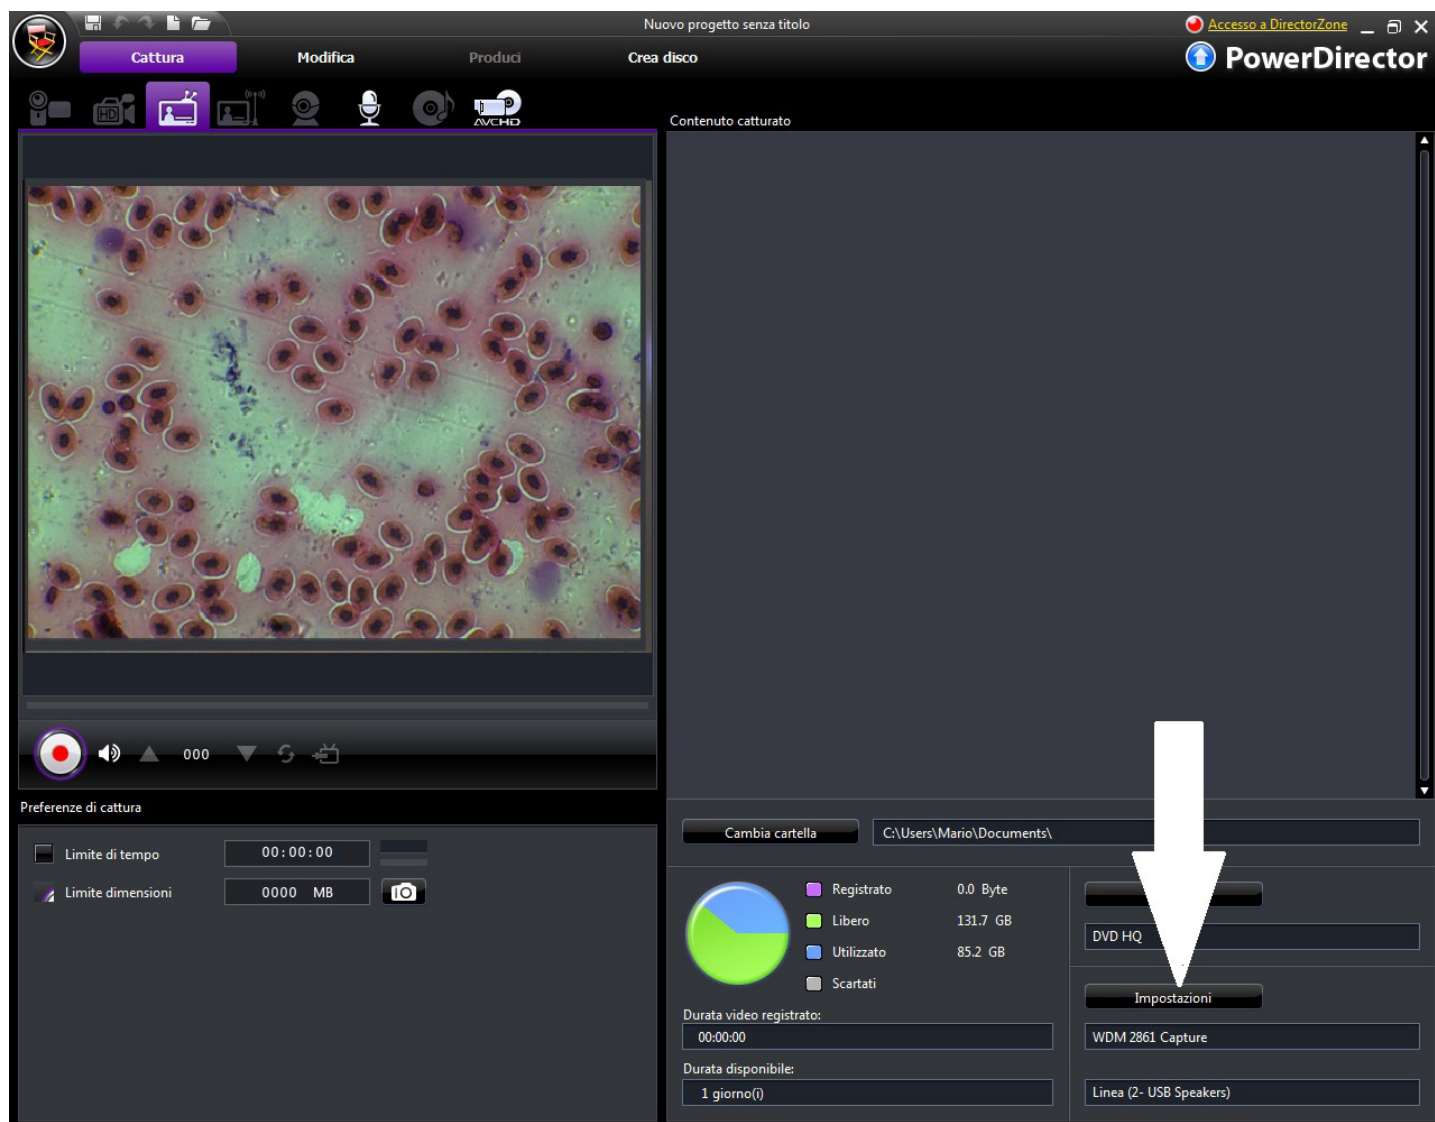 Nuovo progetto senza titolo
Accesso a DirectorZone
Cattura
Modifica
Produci
Crea disco
PowerDirector
HD
AVCHD
Contenuto catturato
000
Preferenze di cattura
Limite di tempo
00:00:00
Limite dimensioni
0000 MB
Cambia cartella
C:\Users\Mario\Documents\
Registrato 0.0 Byte
Libero 131.7 GB
Utilizzato 85.2 GB
Scartati
DVD HQ
Impostazioni
Durata video registrato:
00:00:00
WDM 2861 Capture
Durata disponibile:
1 giorno(i)
Linea (2- USB Speakers)